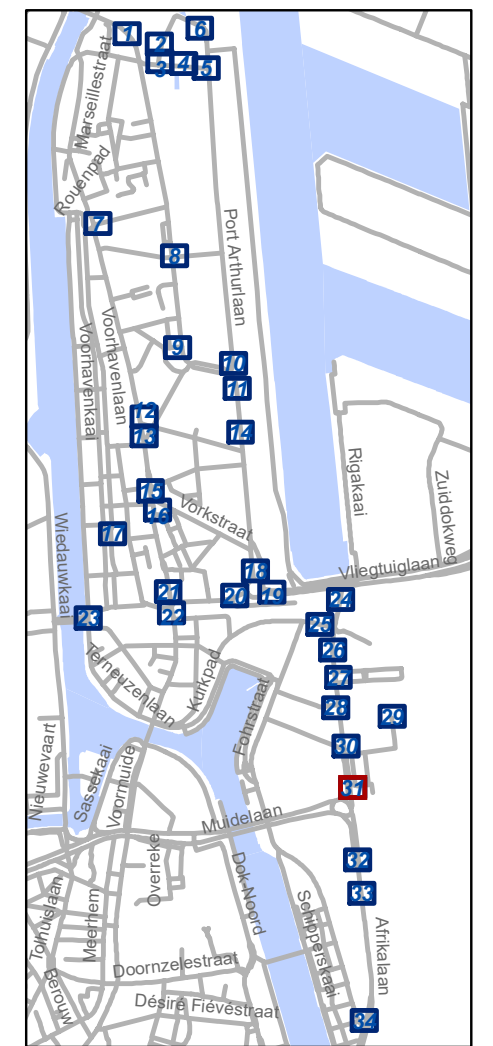 1
2
6
3
4
5
Marseillestraat
Rouenpad
7
Port Arthurlaan
8
Voorhavenlaan
Voorhavenkaai
9
10
11
12
13
14
Rigakaai
Zuiddokweg
15
16
Vorkstraat
17
Wiedauwkaai
18
Vliegtuiglaan
19
20
21
22
23
24
25
26
27
28
29
30
31
Terneuzenlaan
Kurkpad
Fohrstraat
Nieuwevaart
Sassekaai
Voormuide
Muidelaan
Overreke
32
33
Dok-Noord
Schipperskaai
Afrikalaan
Tolhuislaan
Meerhem
Berouw
Doornzelestraat
Désiré Fiévéstraat
34